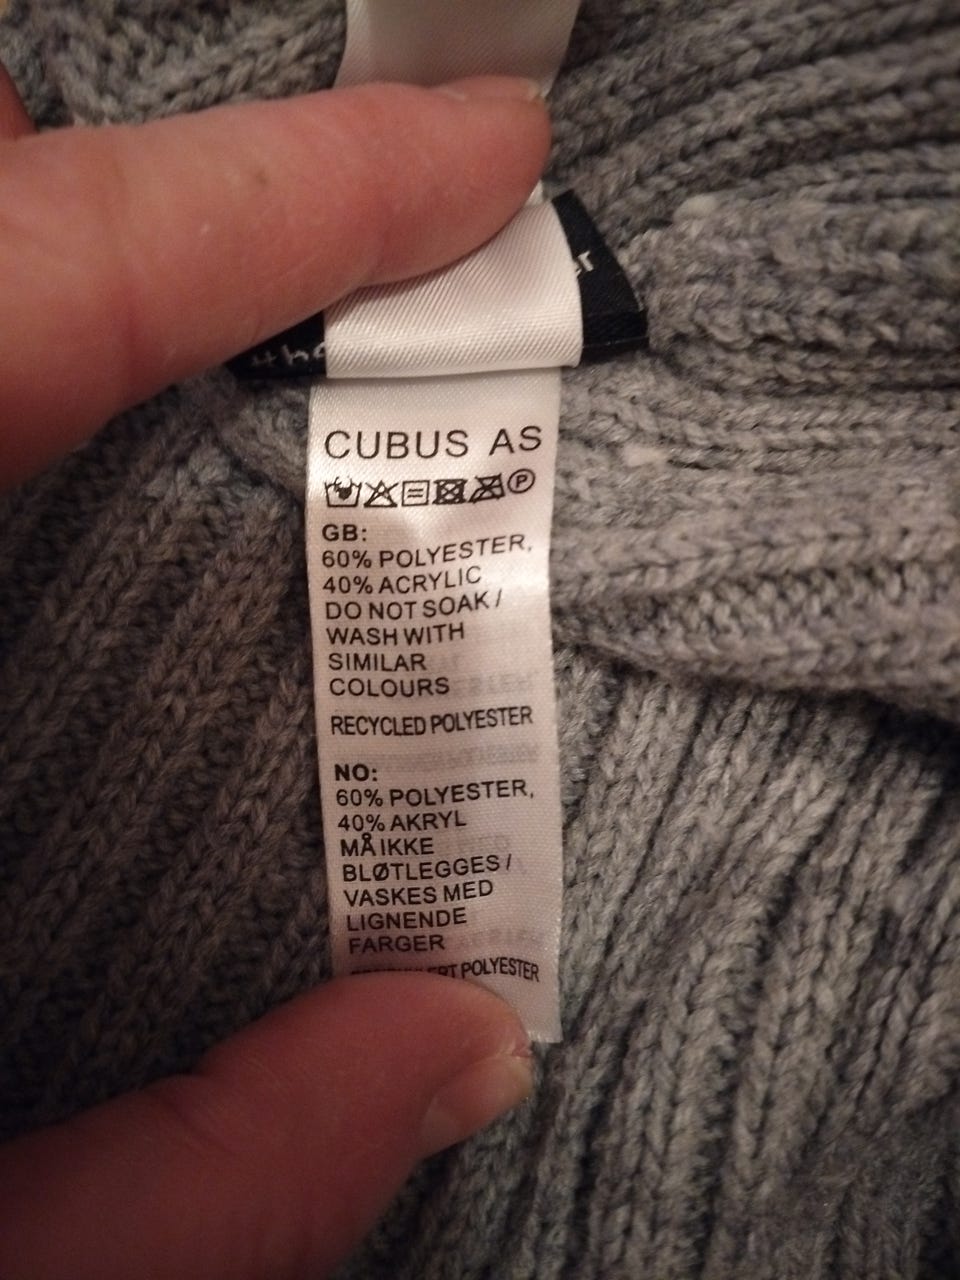 CUBUS AS
P
GB:
60% POLYESTER,
40% ACRYLIC
DO NOT SOAK /
WASH WITH
SIMILAR
COLOURS
RECYCLED POLYESTER
NO:
60% POLYESTER,
40% AKRYL
MÅ IKKE
BLØTLEGGES /
VASKES MED
LIGNENDE
FARGER
POLYESTER